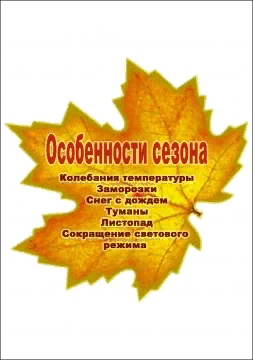 Особенности сезона
Колебания температуры
Заморозки
Снег с дождем
Туманы
Листопад
Сокращение светового
режима